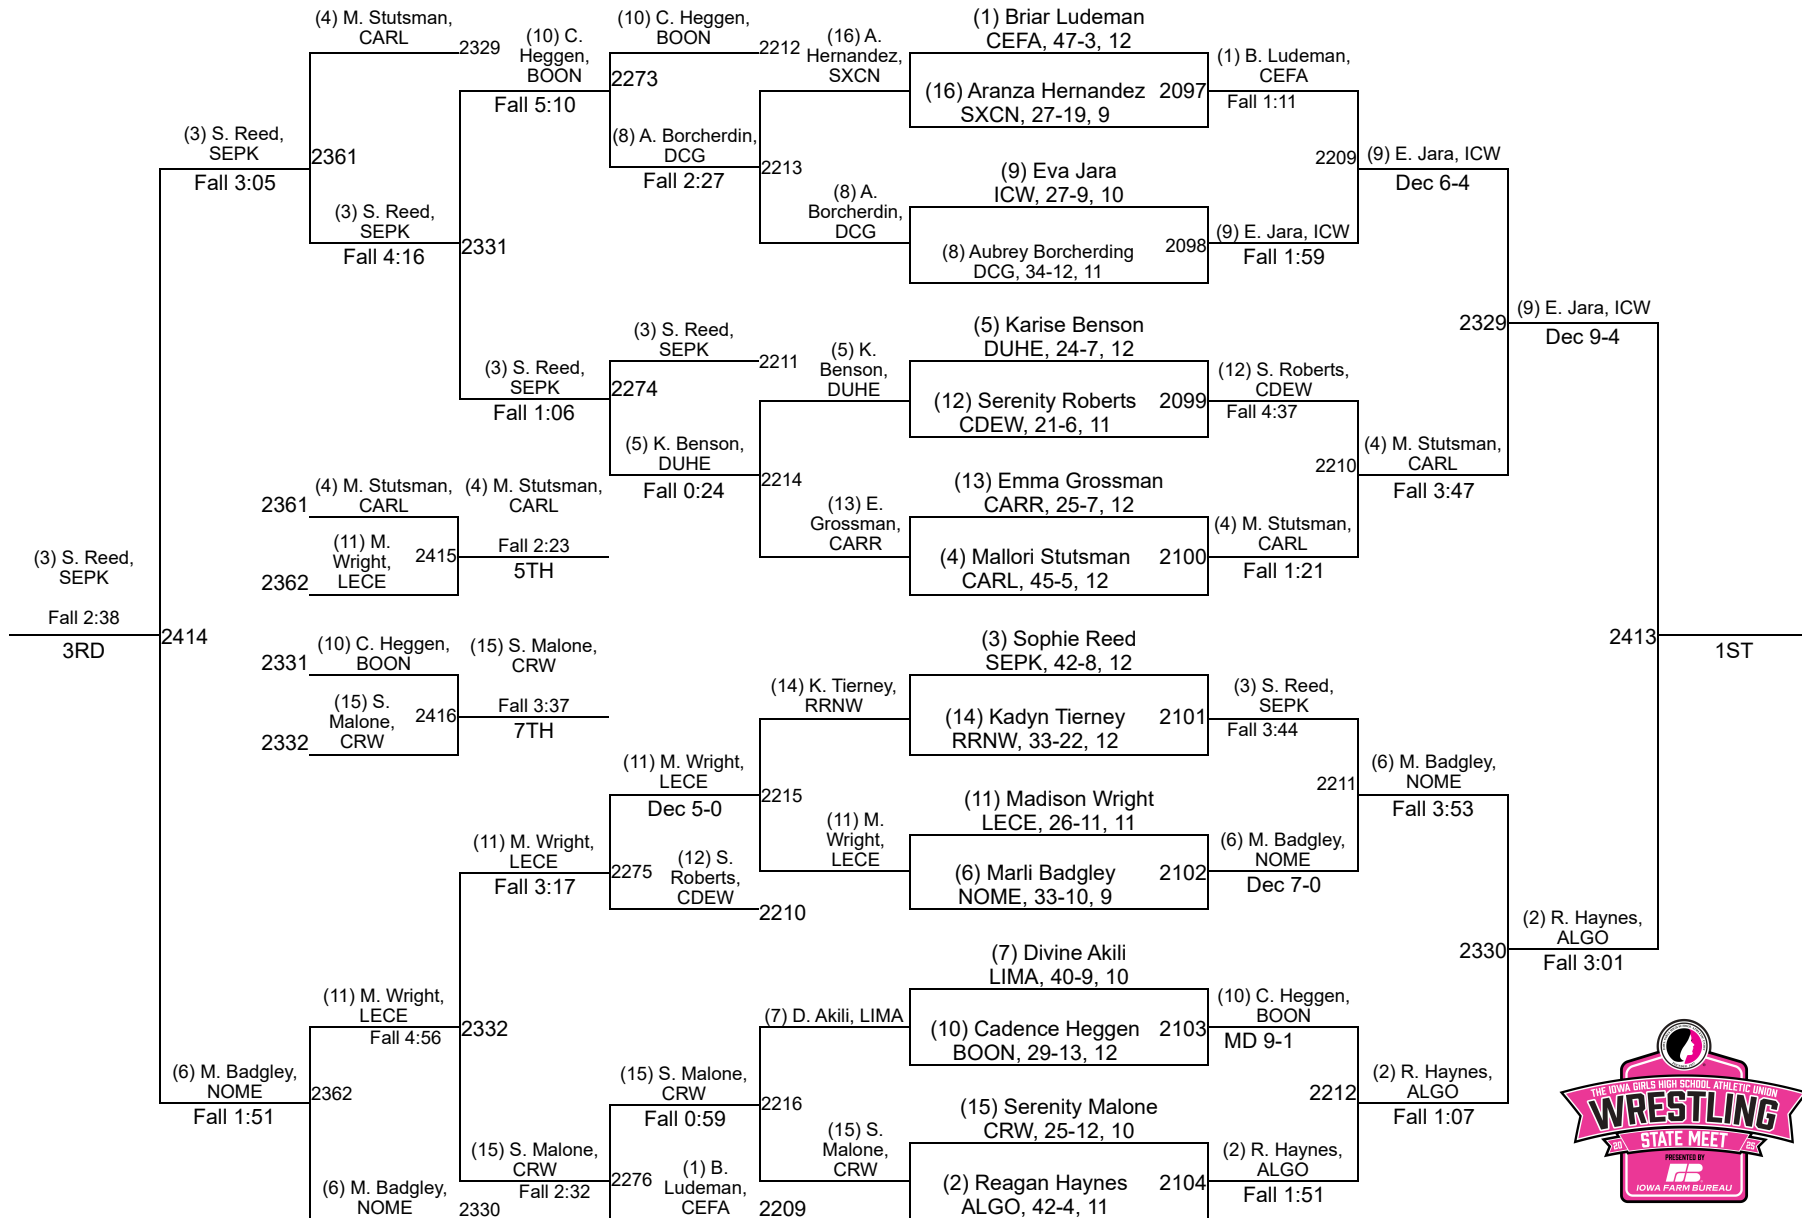 (4) M. Stutsman,
CARL
2329
(10) C.
Heggen,
BOON
Fall 5:10
(10) C. Heggen,
BOON
2212
2273
(16) A.
Hernandez,
SXCN
(1) Briar Ludeman
CEFA, 47-3, 12
(16) Aranza Hernandez
SXCN, 27-19, 9
2097
(1) B. Ludeman,
CEFA
Fall 1:11
(3) S. Reed,
SEPK
Fall 3:05
2361
(8) A. Borcherdin,
DCG
Fall 2:27
2213
2209
(9) E. Jara, ICW
Dec 6-4
(3) S. Reed,
SEPK
Fall 4:16
2331
(8) A.
Borcherdin,
DCG
(9) Eva Jara
ICW, 27-9, 10
(8) Aubrey Borcherding
DCG, 34-12, 11
2098
(9) E. Jara, ICW
Fall 1:59
(9) E. Jara, ICW
Dec 9-4
2329
(3) S. Reed,
SEPK
2211
(3) S. Reed,
SEPK
Fall 1:06
2274
(5) K.
Benson,
DUHE
(5) Karise Benson
DUHE, 24-7, 12
(12) Serenity Roberts
CDEW, 21-6, 11
2099
(12) S. Roberts,
CDEW
Fall 4:37
(5) K. Benson,
DUHE
Fall 0:24
2214
2210
(4) M. Stutsman,
CARL
Fall 3:47
2361
(4) M. Stutsman,
CARL
(4) M. Stutsman,
CARL
(13) E.
Grossman,
CARR
(13) Emma Grossman
CARR, 25-7, 12
(4) Mallori Stutsman
CARL, 45-5, 12
2100
(4) M. Stutsman,
CARL
Fall 1:21
(11) M.
Wright,
LECE
2415
Fall 2:23
5TH
2362
(3) S. Reed,
SEPK
Fall 2:38
3RD
2414
2413
1ST
2331
(10) C. Heggen,
BOON
(15) S. Malone,
CRW
(15) S.
Malone,
CRW
2416
Fall 3:37
7TH
2332
(14) K. Tierney,
RRNW
(3) Sophie Reed
SEPK, 42-8, 12
(14) Kadyn Tierney
RRNW, 33-22, 12
2101
(3) S. Reed,
SEPK
Fall 3:44
(11) M. Wright,
LECE
Dec 5-0
2215
2211
(6) M. Badgley,
NOME
Fall 3:53
(11) M.
Wright,
LECE
(11) Madison Wright
LECE, 26-11, 11
(6) Marli Badgley
NOME, 33-10, 9
2102
(6) M. Badgley,
NOME
Dec 7-0
(11) M. Wright,
LECE
Fall 3:17
2275
(12) S.
Roberts,
CDEW
2210
2330
(2) R. Haynes,
ALGO
Fall 3:01
(11) M. Wright,
LECE
Fall 4:56
2332
(7) D. Akili, LIMA
(7) Divine Akili
LIMA, 40-9, 10
(10) Cadence Heggen
BOON, 29-13, 12
2103
(10) C. Heggen,
BOON
MD 9-1
(6) M. Badgley,
NOME
Fall 1:51
2362
(15) S. Malone,
CRW
Fall 0:59
2216
2212
(2) R. Haynes,
ALGO
Fall 1:07
(15) S. Malone,
CRW
Fall 2:32
2276
(15) S.
Malone,
CRW
(15) Serenity Malone
CRW, 25-12, 10
(2) Reagan Haynes
ALGO, 42-4, 11
2104
(2) R. Haynes,
ALGO
Fall 1:51
(6) M. Badgley,
NOME
2330
(1) B.
Ludeman,
CEFA
2209
THE IOWA GIRLS HIGH SCHOOL ATHLETIC UNION
WRESTLING
20 STATE MEET 25
PRESENTED BY
FB
IOWA FARM BUREAU